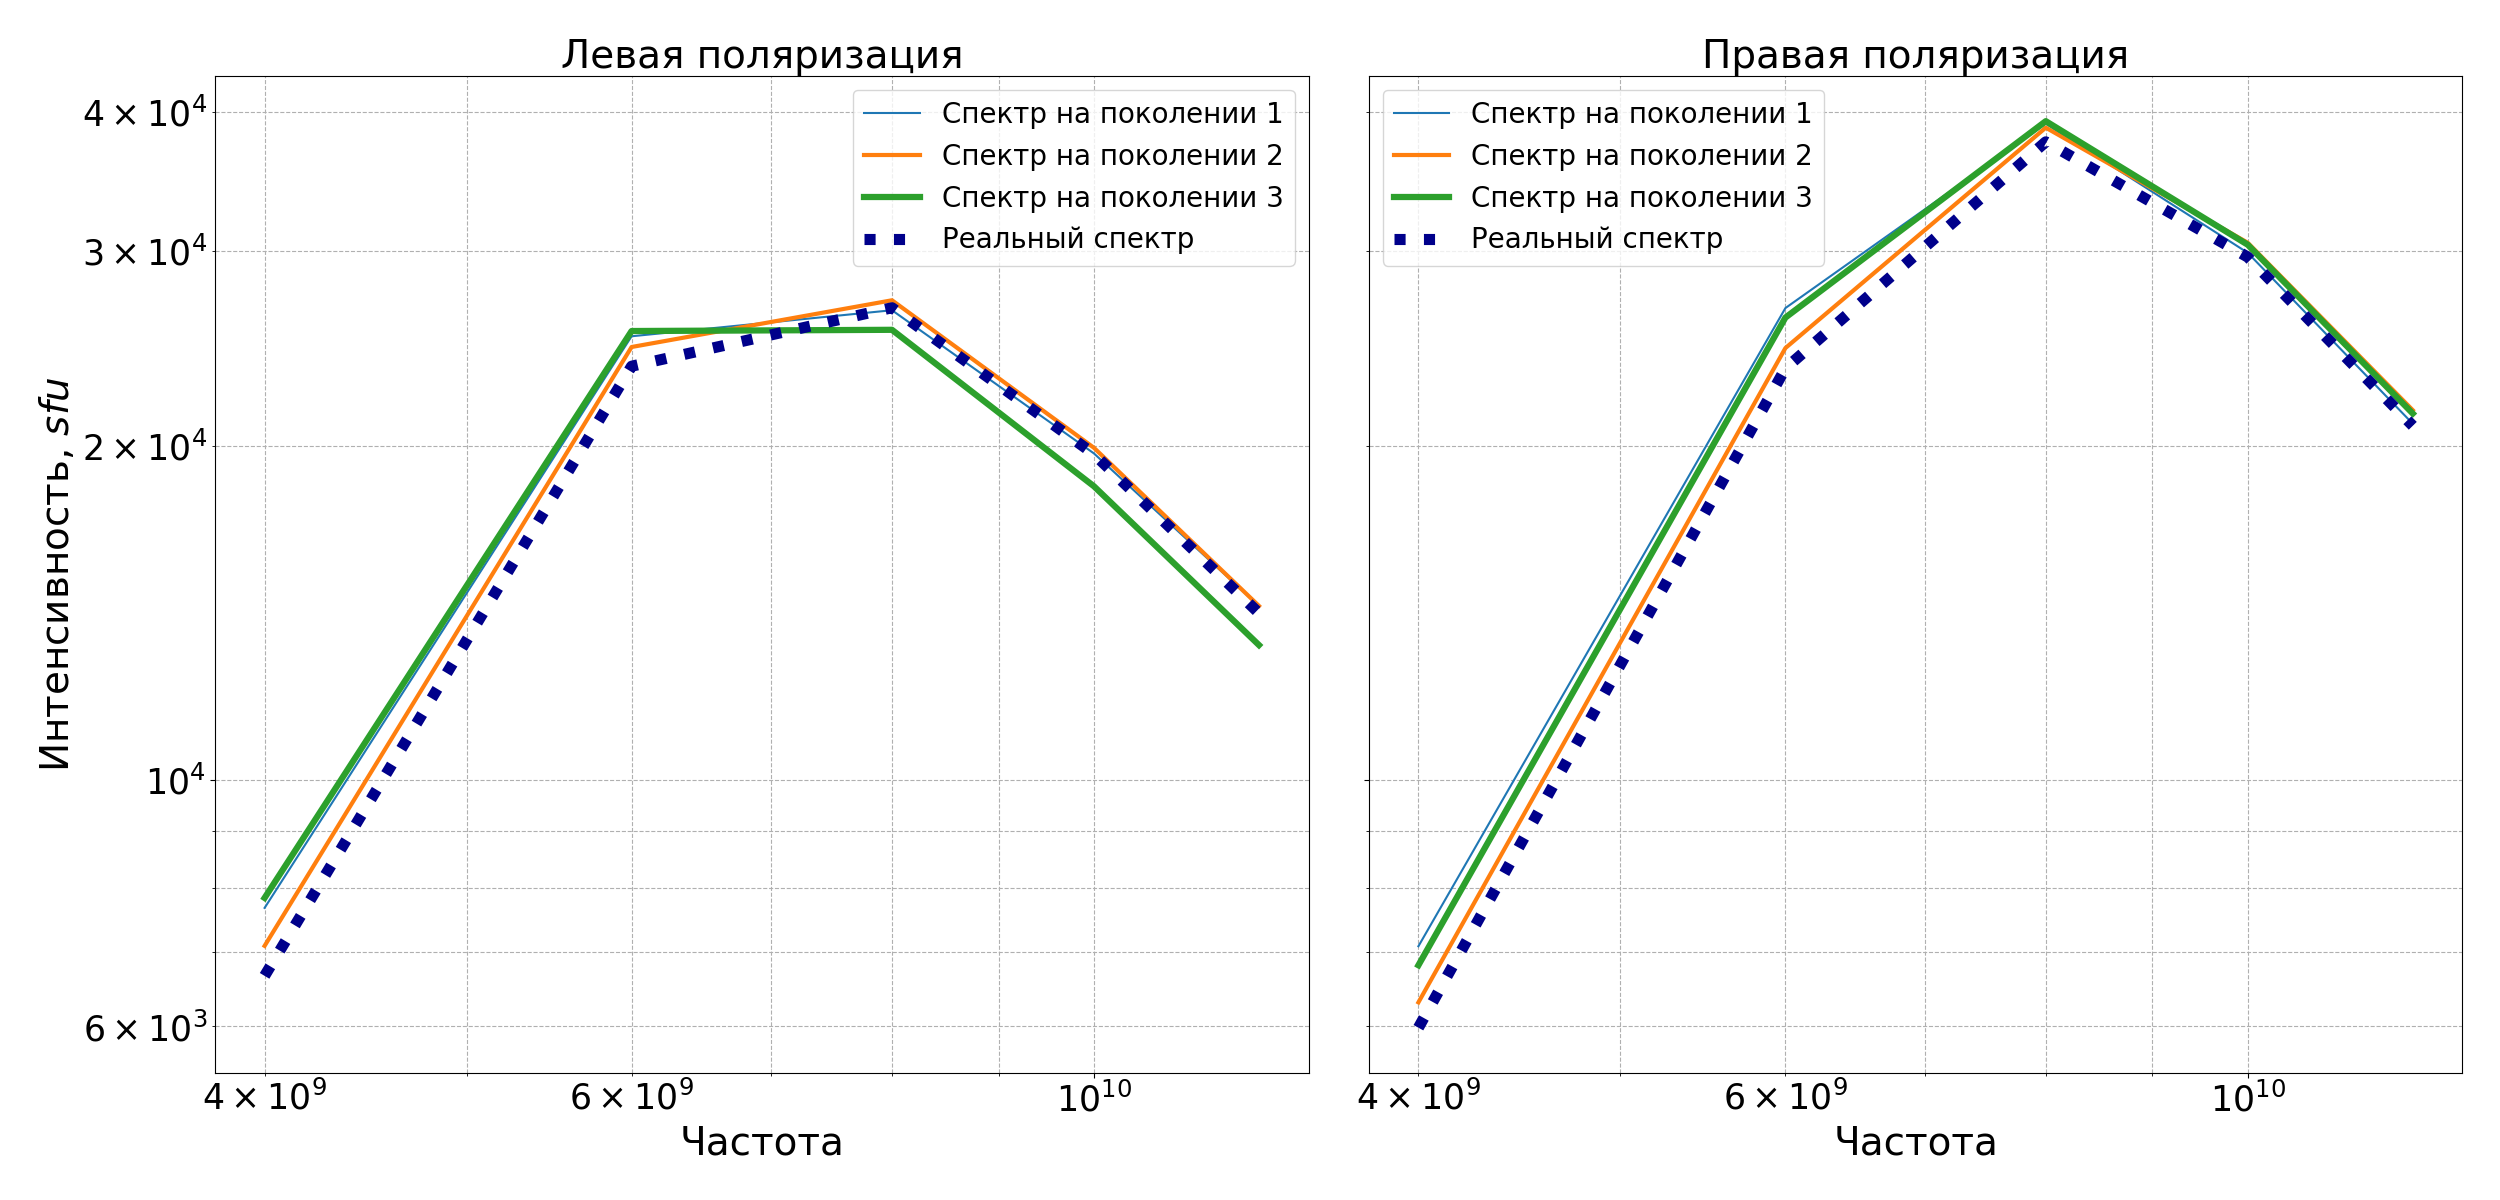 Левая поляризация
Интенсивность, sfu
4 × 10⁴
3 × 10⁴
2 × 10⁴
10⁴
6 × 10³
Спектр на поколении 1
Спектр на поколении 2
Спектр на поколении 3
Реальный спектр
4 × 10⁹
6 × 10⁹
10¹⁰
Частота
Правая поляризация
Спектр на поколении 1
Спектр на поколении 2
Спектр на поколении 3
Реальный спектр
4 × 10⁹
6 × 10⁹
10¹⁰
Частота